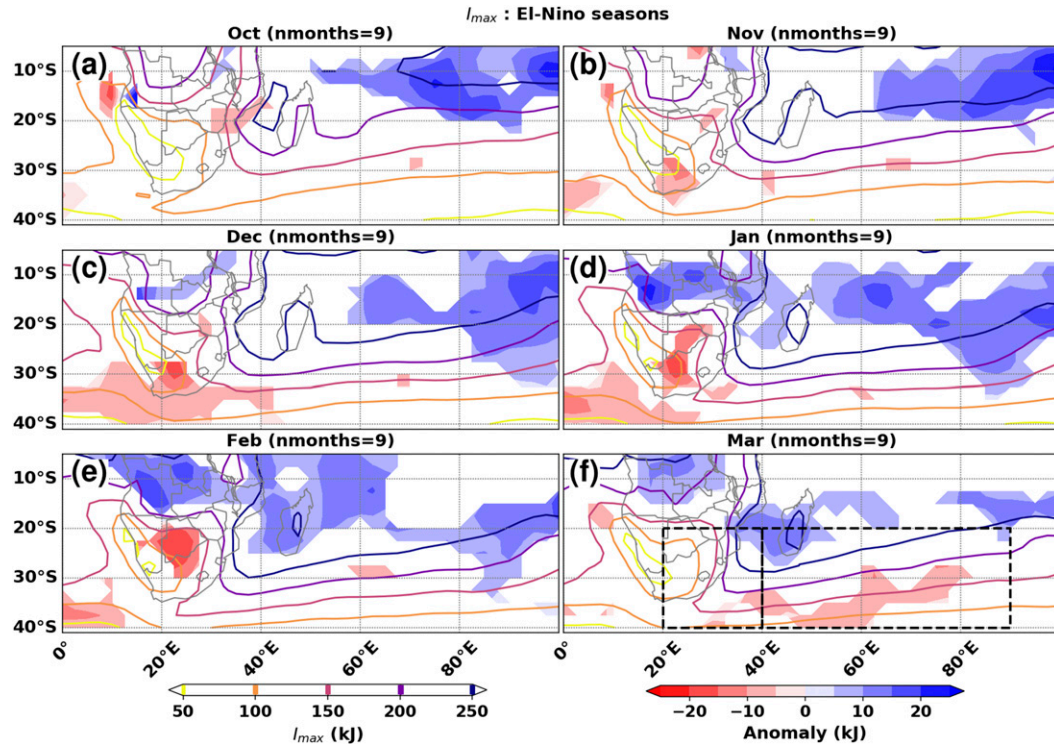 I_max : El-Nino seasons
Oct (nmonths=9) Nov (nmonths=9)
(a) (b)
10°S
20°S
30°S
40°S
Dec (nmonths=9) Jan (nmonths=9)
(c) (d)
10°S
20°S
30°S
40°S
Feb (nmonths=9) Mar (nmonths=9)
(e) (f)
10°S
20°S
30°S
40°S
0° 20°E 40°E 60°E 80°E 0° 20°E 40°E 60°E 80°E
50 100 150 200 250 −20 −10 0 10 20
I_max (kJ) Anomaly (kJ)